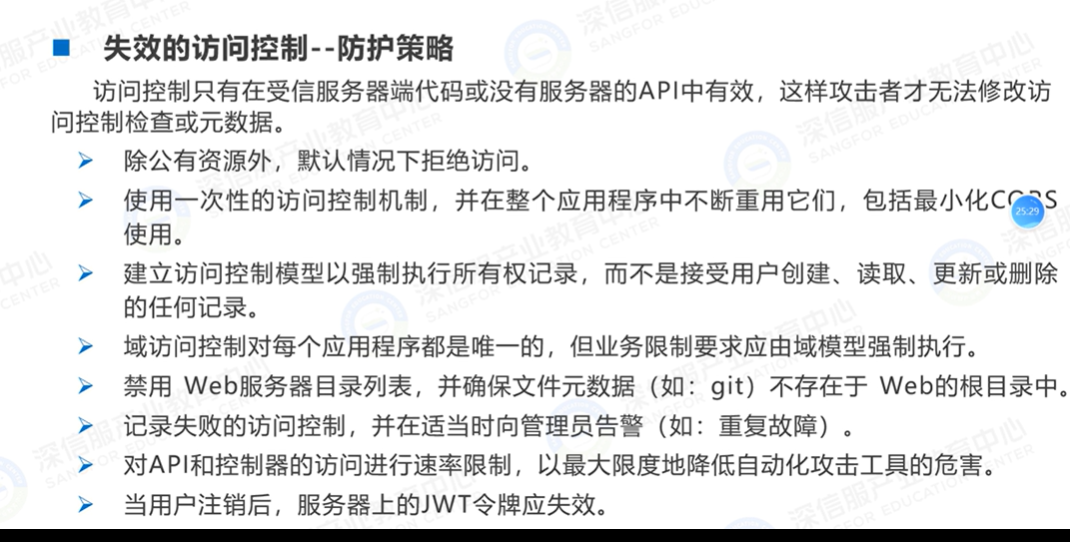 失效的访问控制--防护策略
访问控制只有在受信服务器端代码或没有服务器的API中有效，这样攻击者才无法修改访
问控制检查或元数据。
除公有资源外，默认情况下拒绝访问。
使用一次性的访问控制机制，并在整个应用程序中不断重用它们，包括最小化CORS
使用。
25:29
建立访问控制模型以强制执行所有权记录，而不是接受用户创建、读取、更新或删除
的任何记录。
域访问控制对每个应用程序都是唯一的，但业务限制要求应由域模型强制执行。
禁用 Web服务器目录列表，并确保文件元数据（如：git）不存在于 Web的根目录中。
记录失败的访问控制，并在适当时向管理员告警（如：重复故障）。
对API和控制器的访问进行速率限制，以最大限度地降低自动化攻击工具的危害。
当用户注销后，服务器上的JWT令牌应失效。
深信服产业教育中心
SANGFOR EDUCATION CENTER